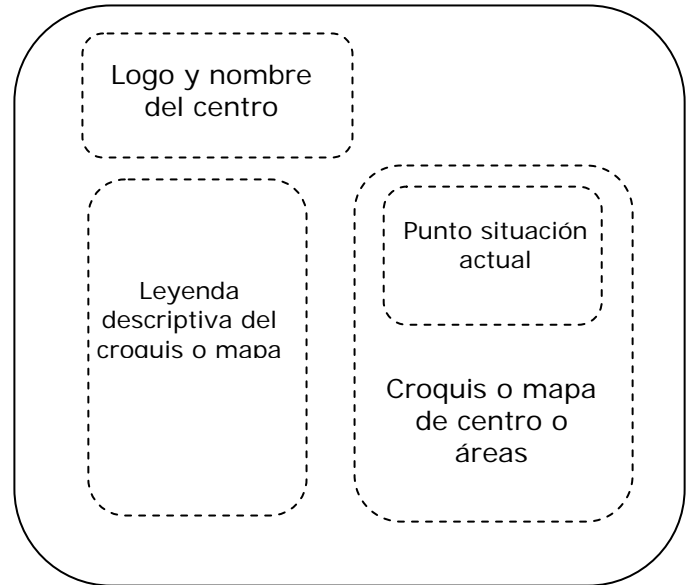 Logo y nombre
del centro
Leyenda
descriptiva del
croquis o mapa
Punto situación
actual
Croquis o mapa
de centro o
áreas